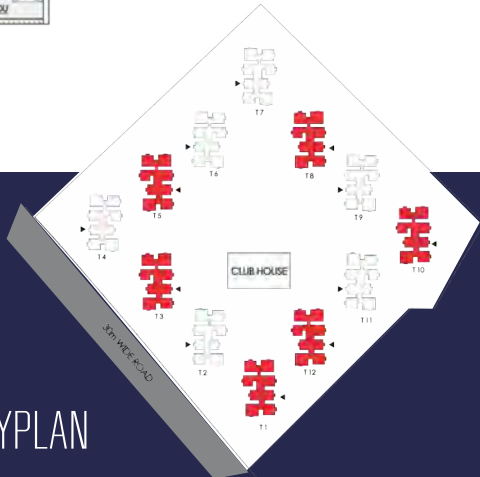 T7
T6
T8
T5
T9
T4
T10
CLUB HOUSE
T3
T11
30m WIDE ROAD
T2
T12
YPLAN
T1